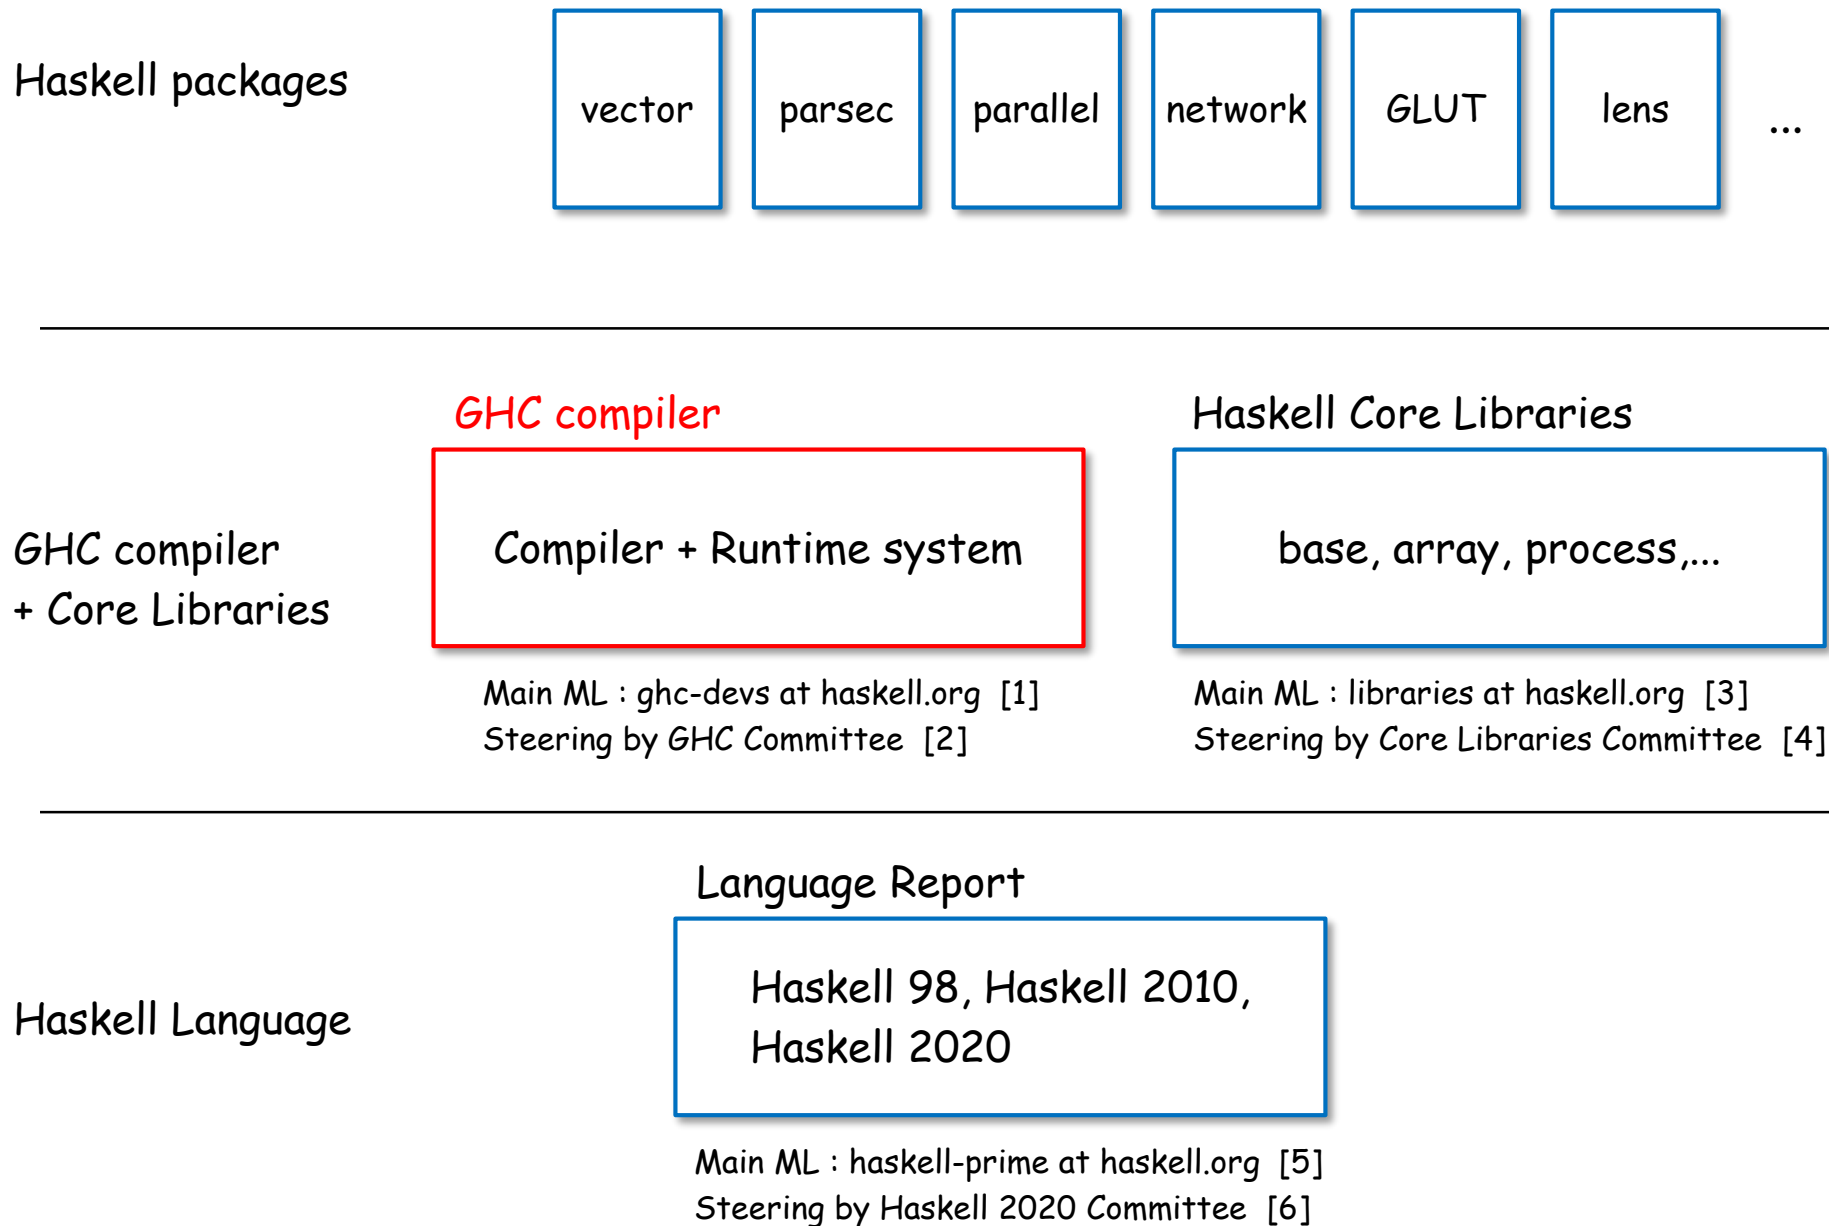 Haskell packages
vector
parsec
parallel
network
GLUT
lens
...
GHC compiler
Haskell Core Libraries
GHC compiler
+ Core Libraries
Compiler + Runtime system
base, array, process,...
Main ML : ghc-devs at haskell.org [1]
Steering by GHC Committee [2]
Main ML : libraries at haskell.org [3]
Steering by Core Libraries Committee [4]
Language Report
Haskell Language
Haskell 98, Haskell 2010,
Haskell 2020
Main ML : haskell-prime at haskell.org [5]
Steering by Haskell 2020 Committee [6]